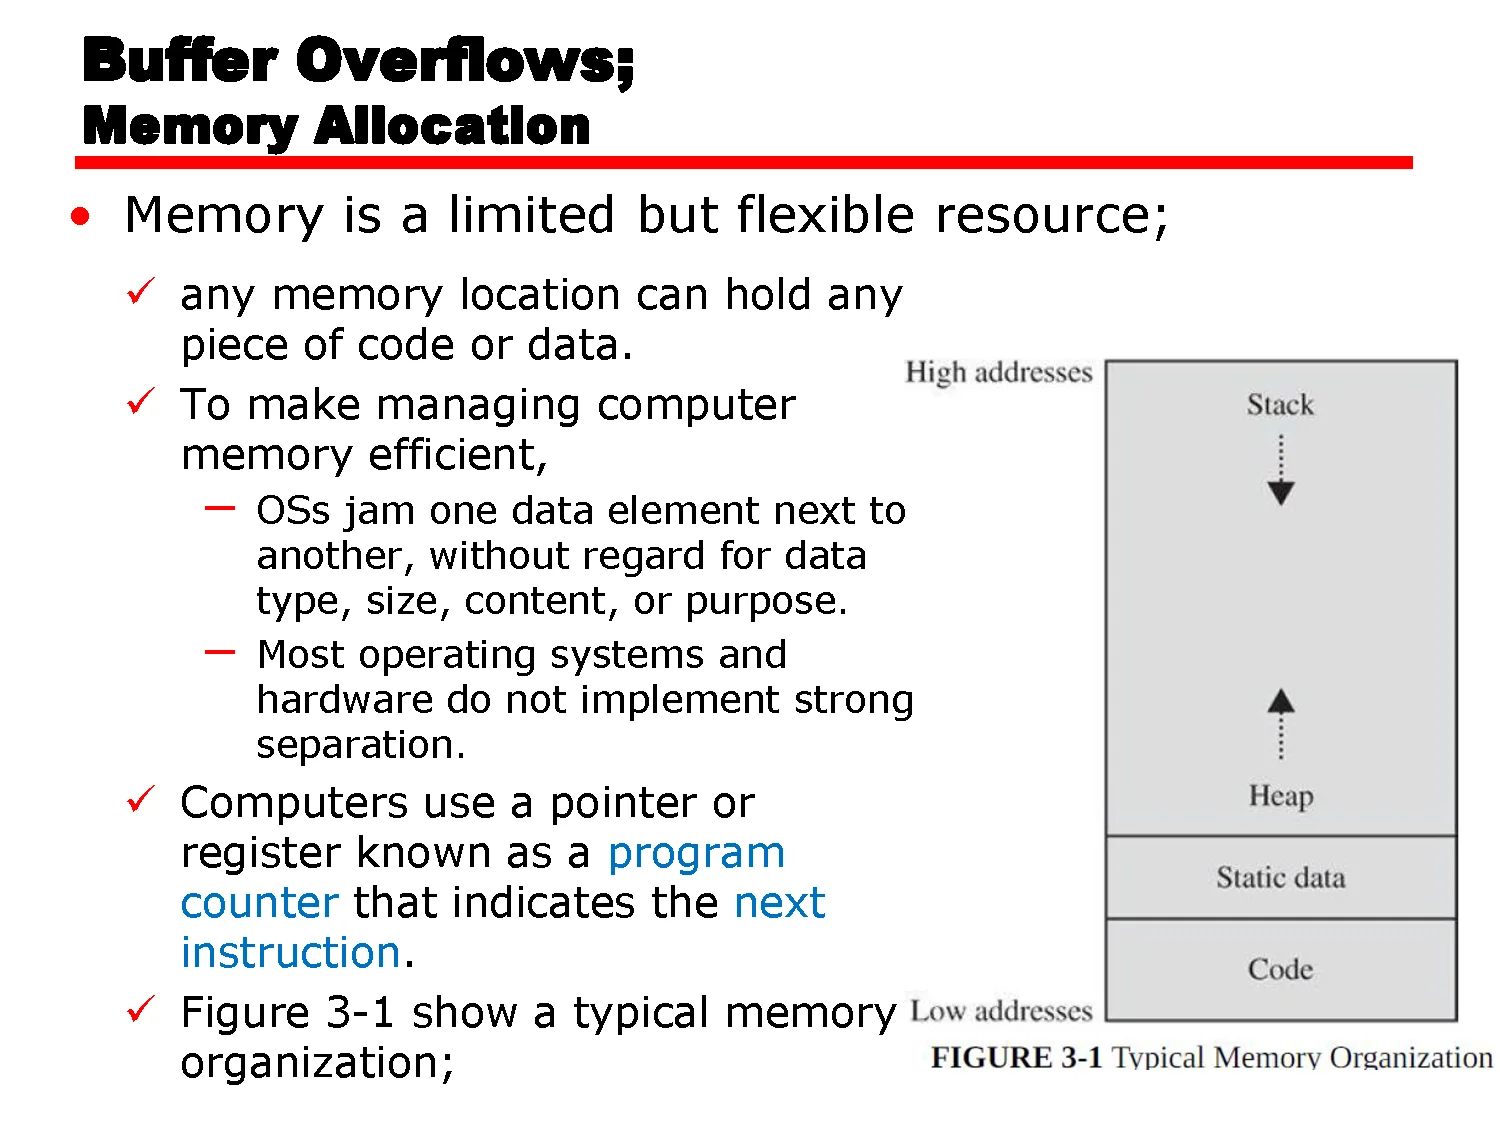 Buffer Overflows;
Memory Allocation
• Memory is a limited but flexible resource;
✓ any memory location can hold any
piece of code or data.
✓ To make managing computer
memory efficient,
– OSs jam one data element next to
another, without regard for data
type, size, content, or purpose.
– Most operating systems and
hardware do not implement strong
separation.
✓ Computers use a pointer or
register known as a program
counter that indicates the next
instruction.
✓ Figure 3-1 show a typical memory
organization;
High addresses
Stack
Heap
Static data
Code
Low addresses
FIGURE 3-1 Typical Memory Organization